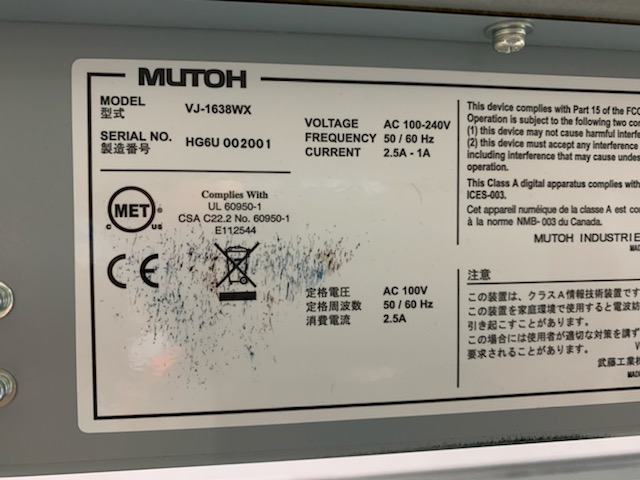 MUTOH
MODEL VJ-1638WX
型式
SERIAL NO. HG6U 002001
製造番号
VOLTAGE AC 100-240V
FREQUENCY 50 / 60 Hz
CURRENT 2.5A - 1A
MET
C US
Complies With
UL 60950-1
CSA C22.2 No. 60950-1
E112544
CE
定格電圧 AC 100V
定格周波数 50 / 60 Hz
消費電流 2.5A
This device complies with Part 15 of the FCC
Operation is subject to the following two
(1) this device may not cause harmful
(2) this device must accept any interference
including interference that may cause
operation.
This Class A digital apparatus complies with
ICES-003.
Cet appareil numéique de la classe A est
à la norme NMB-003 du Canada.
MUTOH
注意
この装置は、クラスA情報技術装置です
この装置を家庭環境で使用すると電波
引き起こすことがあります。
この場合には使用者が適切な対策を講ず
要求されることがあります。
武藤工業